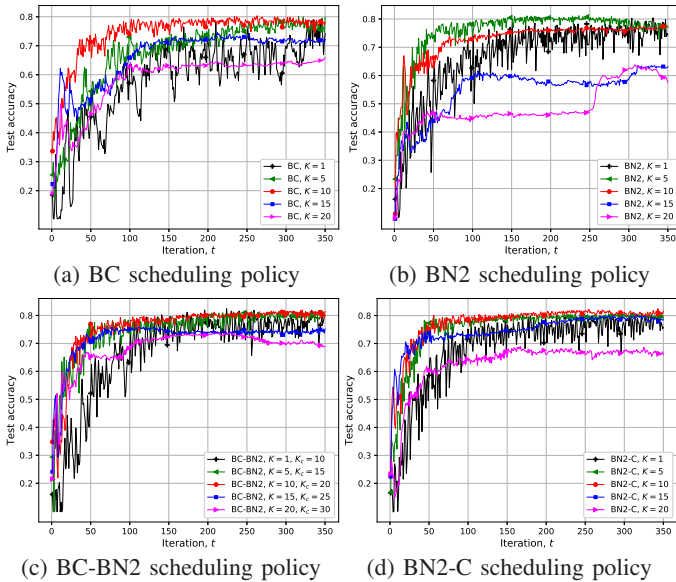 0.8
0.7
0.6
0.5
0.4
0.3
0.2
Test accuracy
BC, K = 1
BC, K = 5
BC, K = 10
BC, K = 15
BC, K = 20
0 50 100 150 200 250 300 350
Iteration, t
(a) BC scheduling policy
0.8
0.7
0.6
0.5
0.4
0.3
0.2
0.1
Test accuracy
BN2, K = 1
BN2, K = 5
BN2, K = 10
BN2, K = 15
BN2, K = 20
0 50 100 150 200 250 300 350
Iteration, t
(b) BN2 scheduling policy
0.8
0.7
0.6
0.5
0.4
0.3
0.2
Test accuracy
BC-BN2, K = 1, Kc = 10
BC-BN2, K = 5, Kc = 15
BC-BN2, K = 10, Kc = 20
BC-BN2, K = 15, Kc = 25
BC-BN2, K = 20, Kc = 30
0 50 100 150 200 250 300 350
Iteration, t
(c) BC-BN2 scheduling policy
0.8
0.7
0.6
0.5
0.4
0.3
0.2
Test accuracy
BN2-C, K = 1
BN2-C, K = 5
BN2-C, K = 10
BN2-C, K = 15
BN2-C, K = 20
0 50 100 150 200 250 300 350
Iteration, t
(d) BN2-C scheduling policy